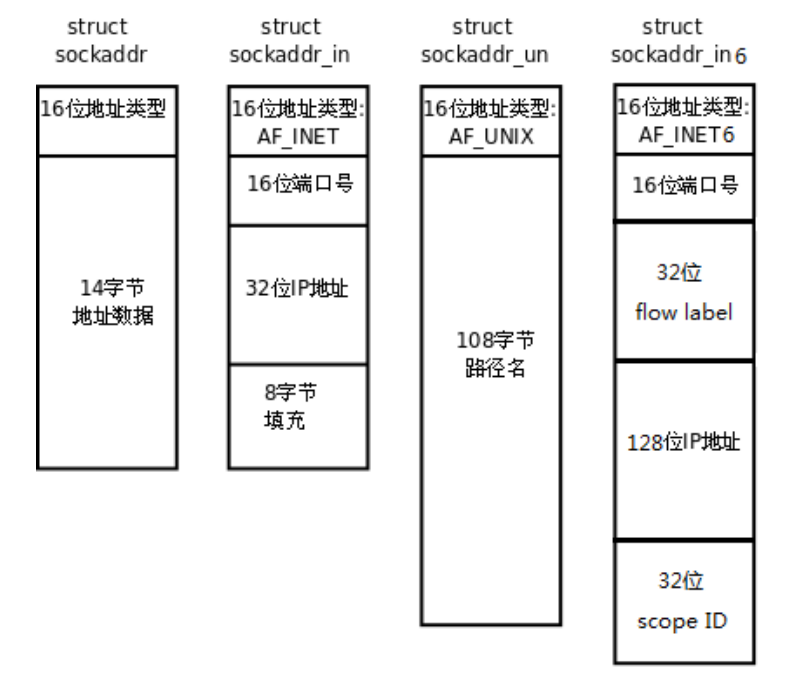 struct
sockaddr
16位地址类型
14字节
地址数据
struct
sockaddr_in
16位地址类型:
AF_INET
16位端口号
32位IP地址
8字节
填充
struct
sockaddr_un
16位地址类型:
AF_UNIX
108字节
路径名
struct
sockaddr_in6
16位地址类型:
AF_INET6
16位端口号
32位
flow label
128位IP地址
32位
scope ID